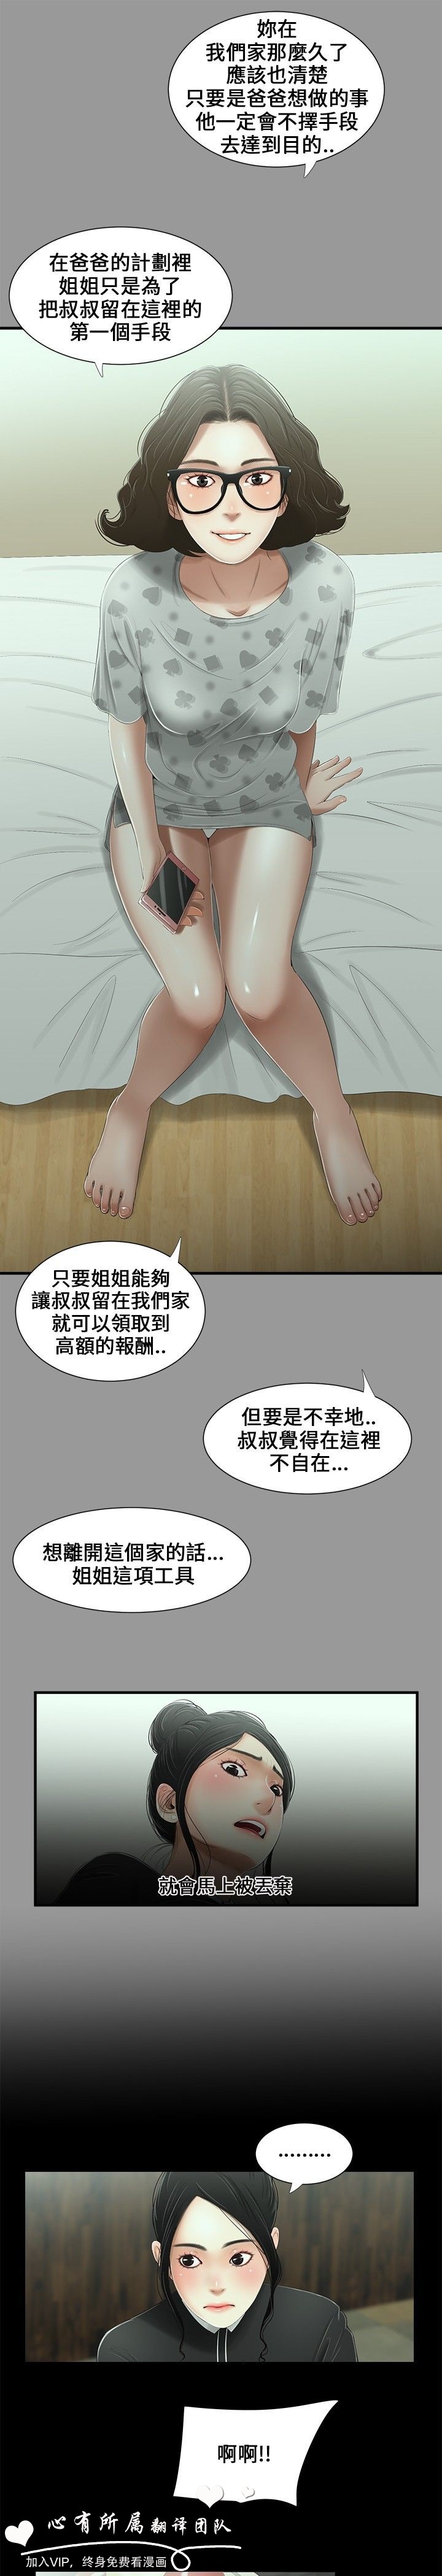 妳在
我們家那麼久了
應該也清楚
只要是爸爸想做的事
他一定會不擇手段
去達到目的..
在爸爸的計劃裡
姐姐只是為了
把叔叔留在這裡的
第一個手段
只要姐姐能夠
讓叔叔留在我們家
就可以領取到
高額的報酬..
但要是不幸地..
叔叔覺得在這裡
不自在...
想離開這個家的話...
姐姐這項工具
就會馬上被丟棄
.........
啊啊!!
心有所属翻译团队
加入VIP，终身免费看漫画